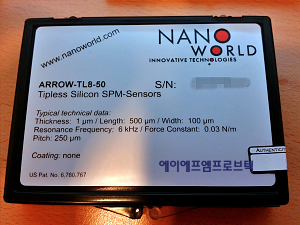 www.nanoworld.com
NANO
WORLD
INNOVATIVE TECHNOLOGIES
ARROW-TL8-50 S/N:
Tipless Silicon SPM-Sensors
Typical technical data:
Thickness: 1 µm / Length: 500 µm / Width: 100 µm
Resonance Frequency: 6 kHz / Force Constant: 0.03 N/m
Pitch: 250 µm
Coating: none
에이에프엠프로브텍
US Pat. No. 6,760,767